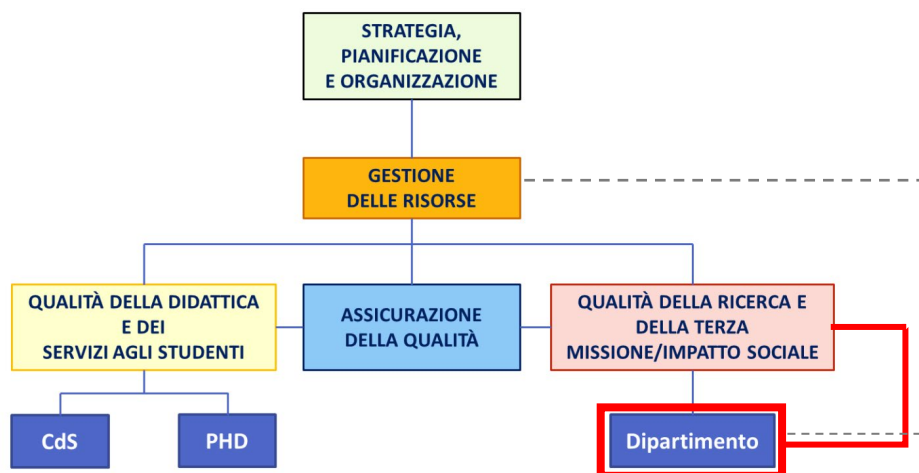 STRATEGIA,
PIANIFICAZIONE
E ORGANIZZAZIONE
GESTIONE
DELLE RISORSE
QUALITÀ DELLA DIDATTICA
E DEI
SERVIZI AGLI STUDENTI
ASSICURAZIONE
DELLA QUALITÀ
QUALITÀ DELLA RICERCA E
DELLA TERZA
MISSIONE/IMPATTO SOCIALE
CdS
PHD
Dipartimento